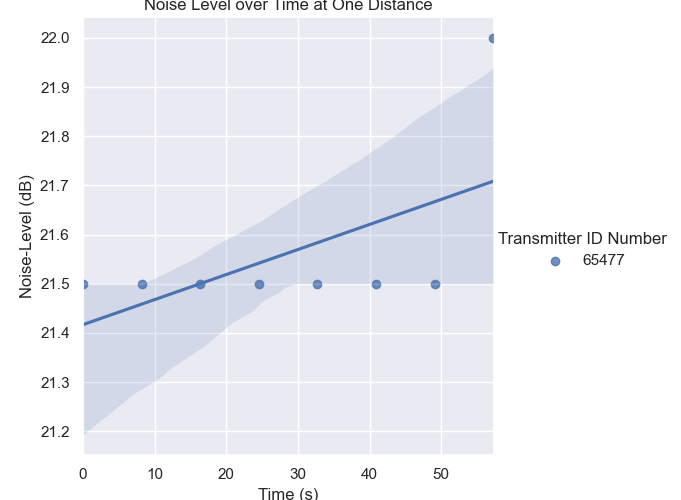 Noise Level over Time at One Distance
22.0
21.9
21.8
21.7
21.6
21.5
21.4
21.3
21.2
Noise-Level (dB)
0 10 20 30 40 50
Time (s)
Transmitter ID Number
65477